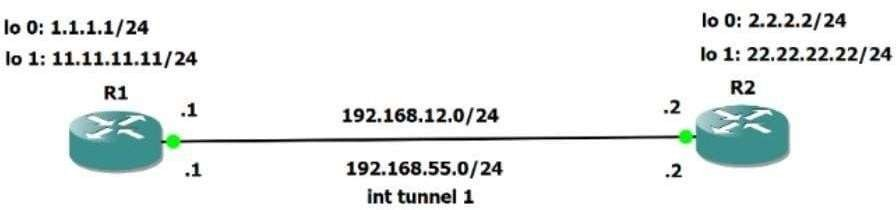 lo 0: 1.1.1.1/24
lo 1: 11.11.11.11/24
R1
lo 0: 2.2.2.2/24
lo 1: 22.22.22.22/24
R2
.1
192.168.12.0/24
.2
.1
192.168.55.0/24
.2
int tunnel 1